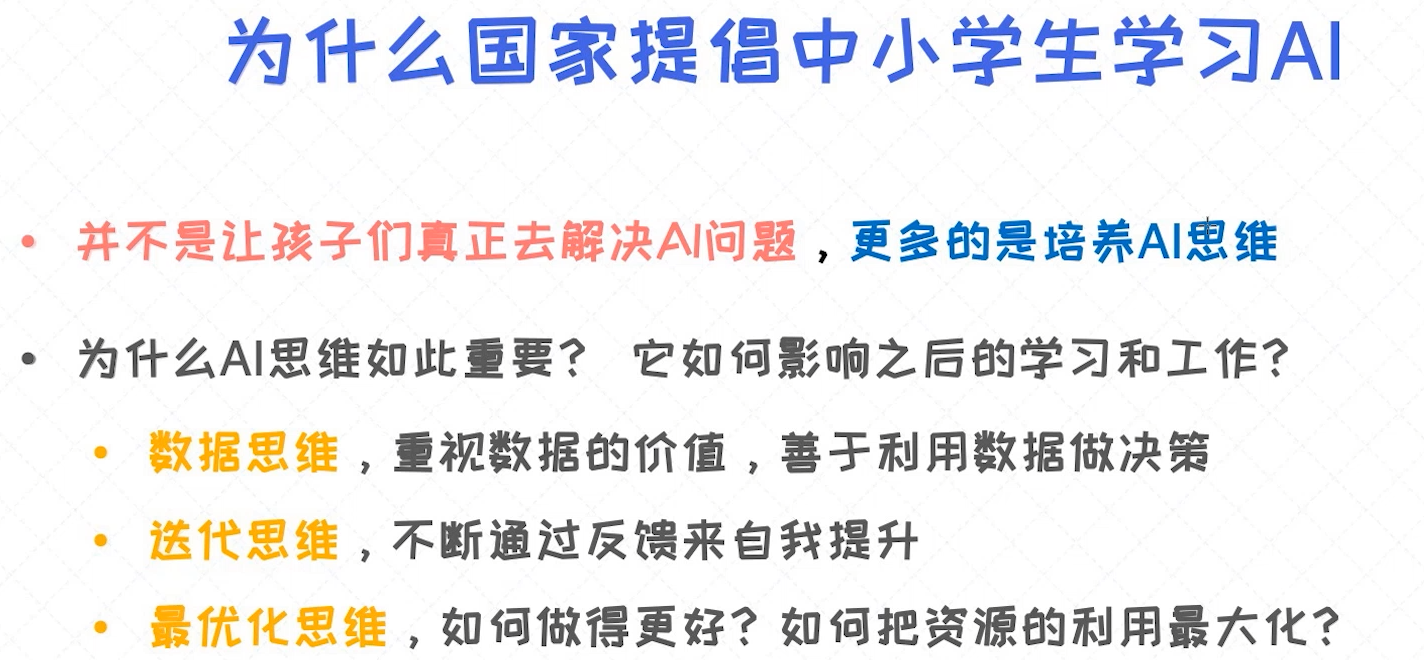 为什么国家提倡中小学生学习AI
• 并不是让孩子们真正去解决AI问题，更多的是培养AI思维
• 为什么AI思维如此重要？ 它如何影响之后的学习和工作？
• 数据思维，重视数据的价值，善于利用数据做决策
• 迭代思维，不断通过反馈来自我提升
• 最优化思维，如何做得更好？如何把资源的利用最大化？